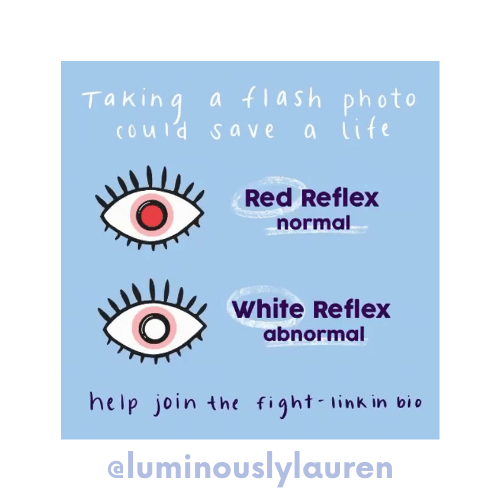 Taking a flash photo
could save a life
Red Reflex
normal
White Reflex
abnormal
help join the fight - link in bio
@luminouslylauren